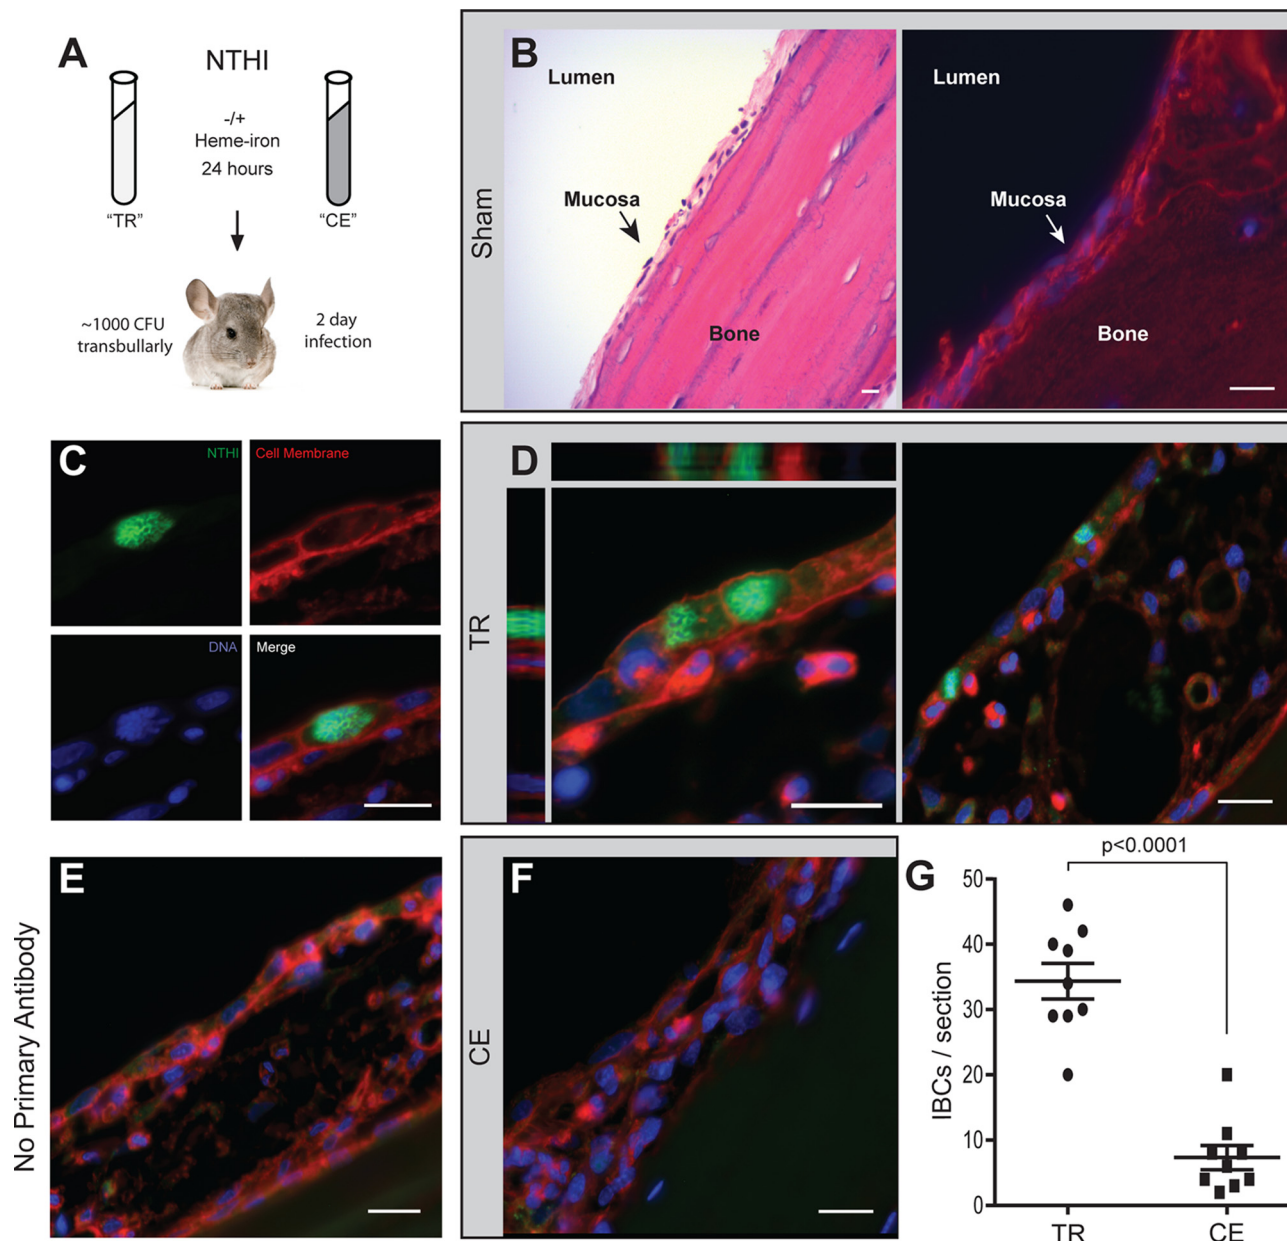 A
NTHI
-/+
Heme-iron
24 hours
"TR"
"CE"
~1000 CFU
transbullarly
2 day
infection
Sham
B
Lumen
Mucosa
Bone
Lumen
Mucosa
Bone
C
NTHI
Cell Membrane
DNA
Merge
TR
D
No Primary Antibody
E
CE
F
G
p<0.0001
IBCs / section
50
40
30
20
10
0
TR
CE